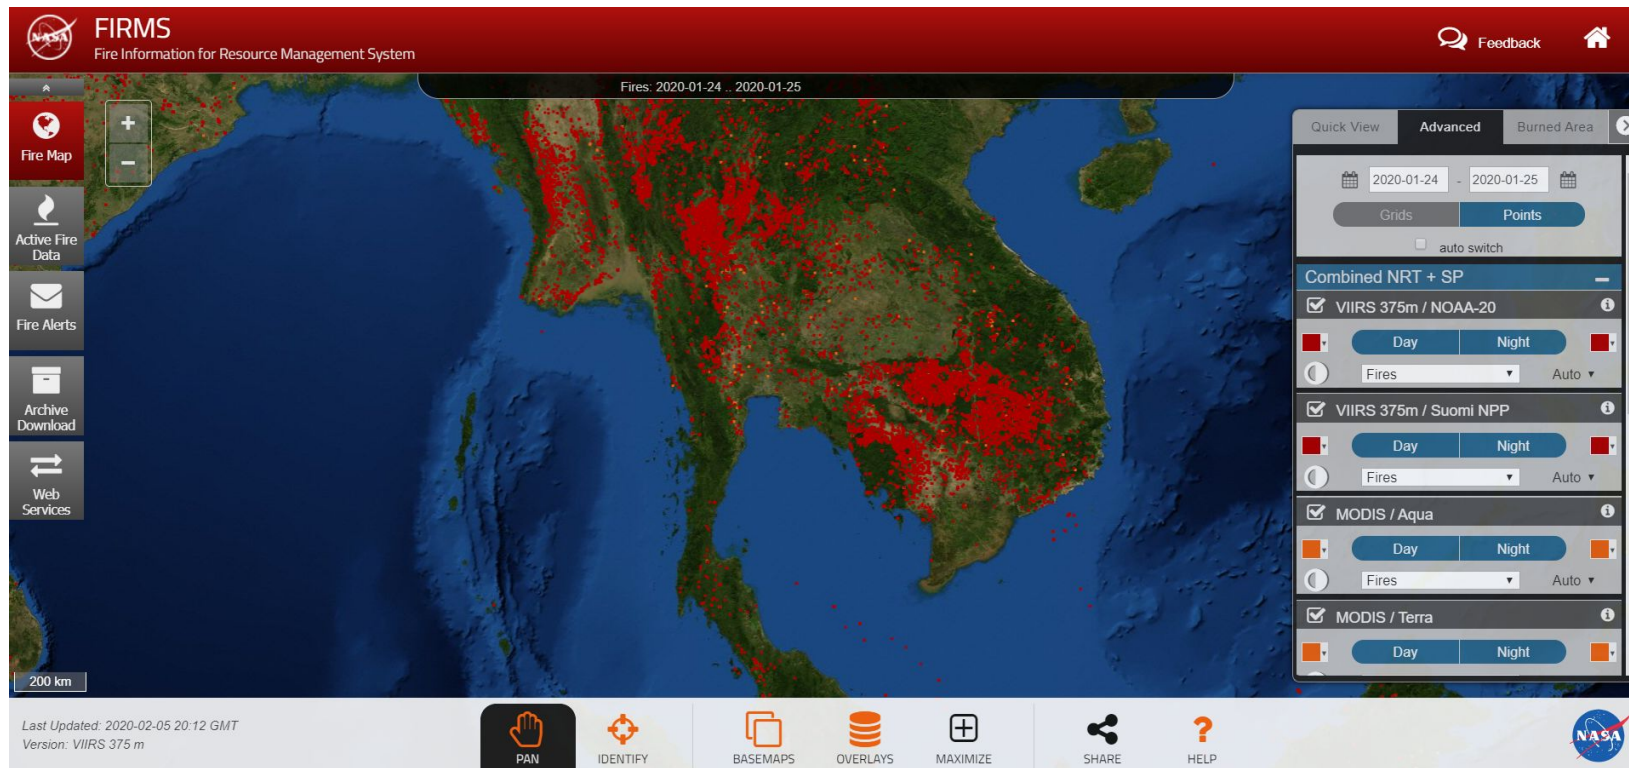 NASA
FIRMS
Fire Information for Resource Management System
Feedback
Fires: 2020-01-24 .. 2020-01-25
Fire Map
Active Fire
Data
Fire Alerts
Archive
Download
Web
Services
+
−
200 km
Quick View
Advanced
Burned Area
2020-01-24 - 2020-01-25
Grids
Points
auto switch
Combined NRT + SP
VIIRS 375m / NOAA-20
Day
Night
Fires
Auto
VIIRS 375m / Suomi NPP
Day
Night
Fires
Auto
MODIS / Aqua
Day
Night
Fires
Auto
MODIS / Terra
Day
Night
Last Updated: 2020-02-05 20:12 GMT
Version: VIIRS 375 m
PAN
IDENTIFY
BASEMAPS
OVERLAYS
MAXIMIZE
SHARE
?
HELP
NASA